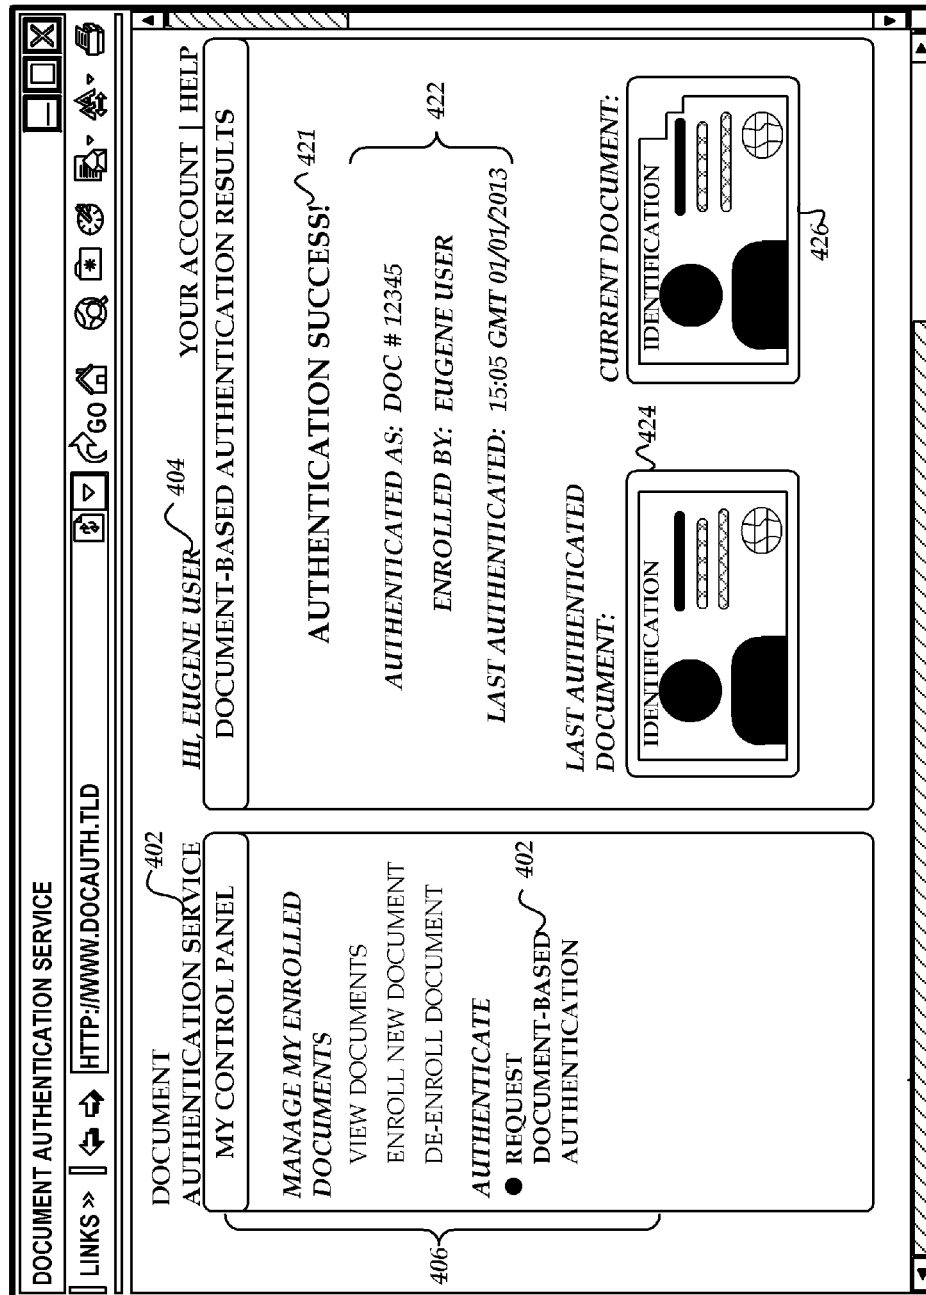 DOCUMENT AUTHENTICATION SERVICE
LINKS »
HTTP://WWW.DOCAUTH.TLD
GO
DOCUMENT
AUTHENTICATION SERVICE
402
HI, EUGENE USER
404
YOUR ACCOUNT | HELP
MY CONTROL PANEL
MANAGE MY ENROLLED
DOCUMENTS
VIEW DOCUMENTS
ENROLL NEW DOCUMENT
DE-ENROLL DOCUMENT
AUTHENTICATE
● REQUEST
DOCUMENT-BASED
AUTHENTICATION
402
406
DOCUMENT-BASED AUTHENTICATION RESULTS
AUTHENTICATION SUCCESS!
421
AUTHENTICATED AS: DOC # 12345
ENROLLED BY: EUGENE USER
LAST AUTHENTICATED: 15:05 GMT 01/01/2013
422
LAST AUTHENTICATED
DOCUMENT:
424
IDENTIFICATION
CURRENT DOCUMENT:
IDENTIFICATION
426